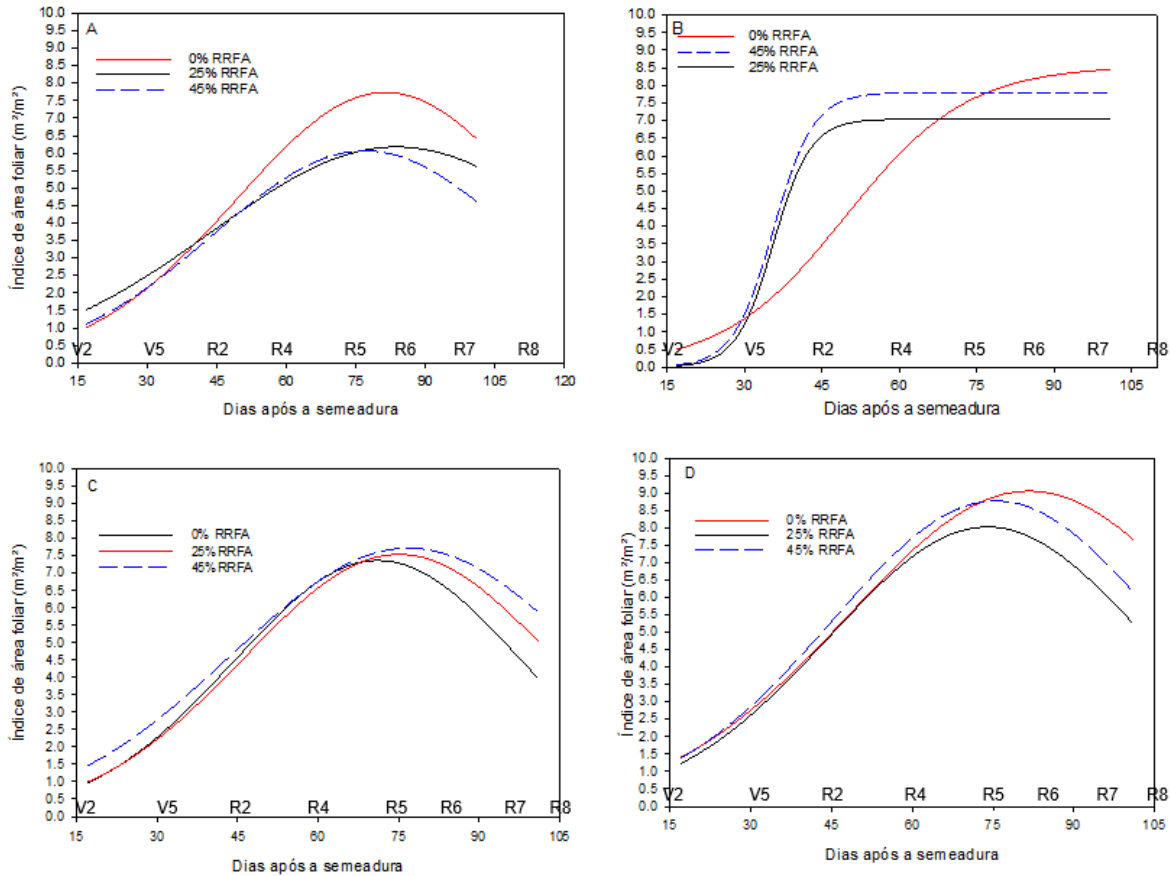 A
0% RRFA
25% RRFA
45% RRFA
Índice de área foliar (m²/m²)
10.0
9.5
9.0
8.5
8.0
7.5
7.0
6.5
6.0
5.5
5.0
4.5
4.0
3.5
3.0
2.5
2.0
1.5
1.0
0.5
0.0
V2 V5 R2 R4 R5 R6 R7 R8
15 30 45 60 75 90 105 120
Dias após a semeadura
B
0% RRFA
45% RRFA
25% RRFA
10.0
9.5
9.0
8.5
8.0
7.5
7.0
6.5
6.0
5.5
5.0
4.5
4.0
3.5
3.0
2.5
2.0
1.5
1.0
0.5
0.0
V2 V5 R2 R4 R5 R6 R7 R8
15 30 45 60 75 90 105
Dias após a semeadura
C
0% RRFA
25% RRFA
45% RRFA
Índice de área foliar (m²/m²)
10.0
9.5
9.0
8.5
8.0
7.5
7.0
6.5
6.0
5.5
5.0
4.5
4.0
3.5
3.0
2.5
2.0
1.5
1.0
0.5
0.0
V2 V5 R2 R4 R5 R6 R7 R8
15 30 45 60 75 90 105
Dias após a semeadura
D
0% RRFA
25% RRFA
45% RRFA
Índice de área foliar (m²/m²)
10.0
9.5
9.0
8.5
8.0
7.5
7.0
6.5
6.0
5.5
5.0
4.5
4.0
3.5
3.0
2.5
2.0
1.5
1.0
0.5
0.0
V2 V5 R2 R4 R5 R6 R7 R8
15 30 45 60 75 90 105
Dias após a semeadura